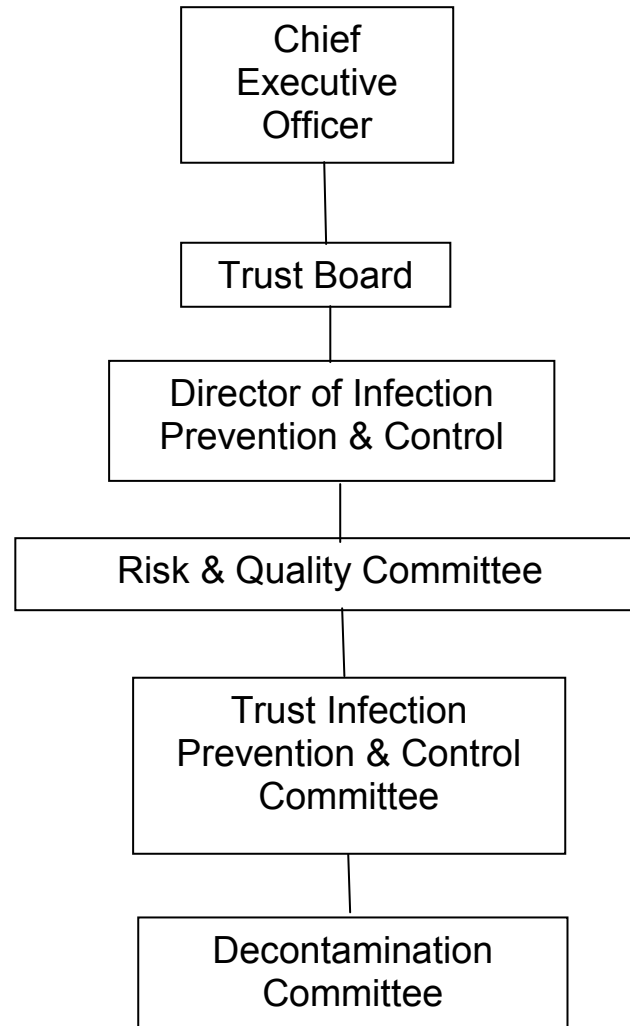 Chief
Executive
Officer
Trust Board
Director of Infection
Prevention & Control
Risk & Quality Committee
Trust Infection
Prevention & Control
Committee
Decontamination
Committee